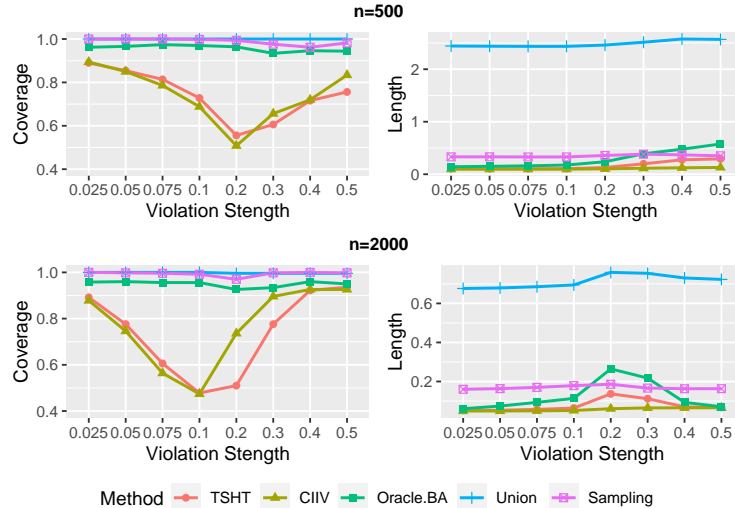 n=500
Coverage
1.0
0.8
0.6
0.4
0.025 0.05 0.075 0.1 0.2 0.3 0.4 0.5
Violation Stength
Length
2
1
0
0.025 0.05 0.075 0.1 0.2 0.3 0.4 0.5
Violation Stength
n=2000
Coverage
1.0
0.8
0.6
0.4
0.025 0.05 0.075 0.1 0.2 0.3 0.4 0.5
Violation Stength
Length
0.6
0.4
0.2
0.025 0.05 0.075 0.1 0.2 0.3 0.4 0.5
Violation Stength
Method TSHT CIIV Oracle.BA Union Sampling